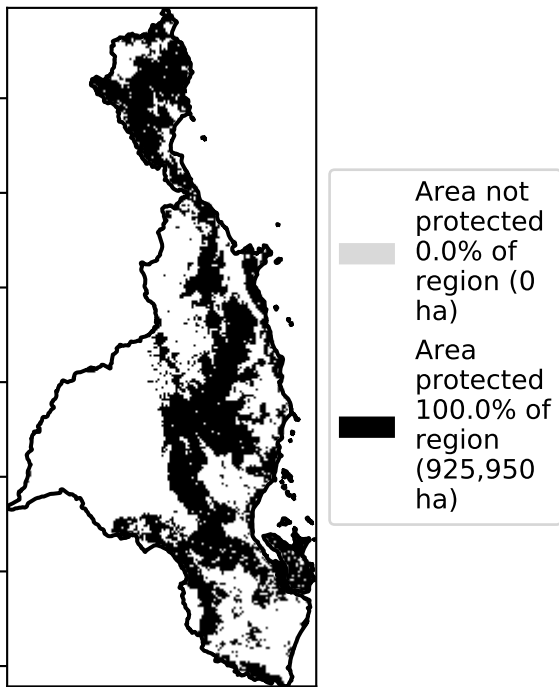 Area not
protected
0.0% of
region (0
ha)
Area
protected
100.0% of
region
(925,950
ha)